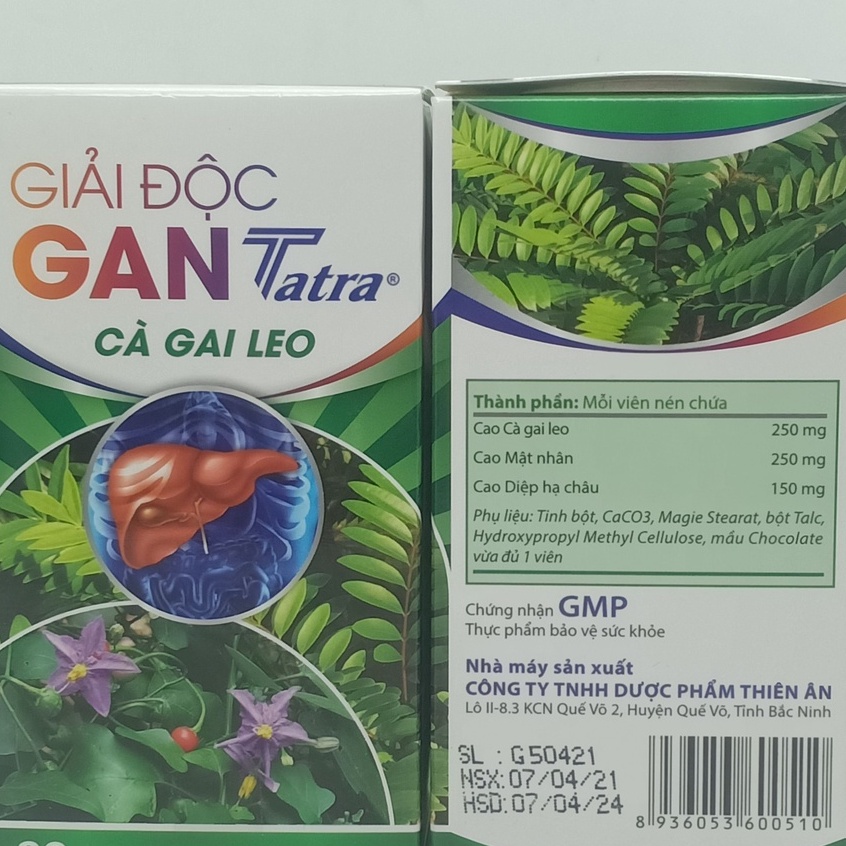 GIẢI ĐỘC
GAN Tatra®
CÀ GAI LEO
Thành phần: Mỗi viên nén chứa
Cao Cà gai leo 250 mg
Cao Mật nhân 250 mg
Cao Diệp hạ châu 150 mg
Phụ liệu: Tinh bột, CaCO3, Magie Stearat, bột Talc,
Hydroxypropyl Methyl Cellulose, mầu Chocolate
vừa đủ 1 viên
Chứng nhận GMP
Thực phẩm bảo vệ sức khỏe
Nhà máy sản xuất
CÔNG TY TNHH DƯỢC PHẨM THIÊN ÂN
Lô II-8.3 KCN Quế Võ 2, Huyện Quế Võ, Tỉnh Bắc Ninh
SL : G50421
NSX:07/04/21
HSD:07/04/24
8 936053 600510